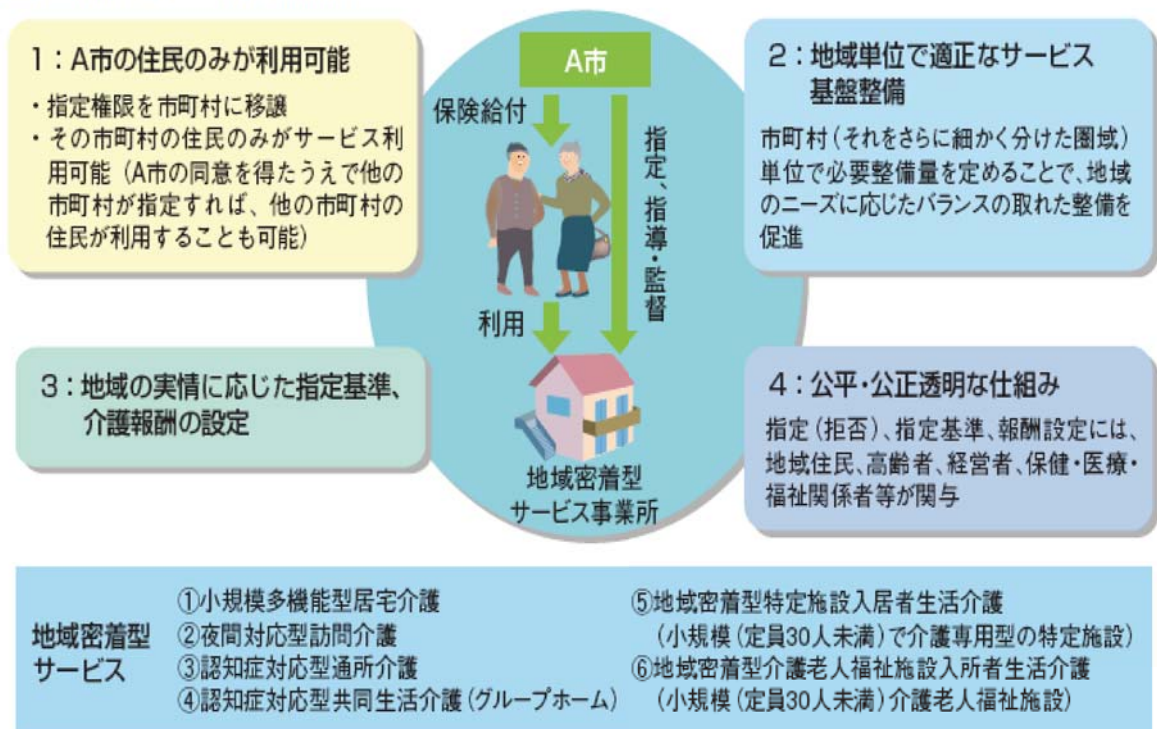 1：A市の住民のみが利用可能
・指定権限を市町村に移譲
・その市町村の住民のみがサービス利
用可能（A市の同意を得たうえで他の
市町村が指定すれば、他の市町村の
住民が利用することも可能）
A市
保険給付
指定、指導・監督
利用
地域密着型
サービス事業所
2：地域単位で適正なサービス
基盤整備
市町村（それをさらに細かく分けた圏域）
単位で必要整備量を定めることで、地域
のニーズに応じたバランスの取れた整備を
促進
3：地域の実情に応じた指定基準、
介護報酬の設定
4：公平・公正透明な仕組み
指定（拒否）、指定基準、報酬設定には、
地域住民、高齢者、経営者、保健・医療・
福祉関係者等が関与
地域密着型
サービス
①小規模多機能型居宅介護
②夜間対応型訪問介護
③認知症対応型通所介護
④認知症対応型共同生活介護（グループホーム）
⑤地域密着型特定施設入居者生活介護
（小規模（定員30人未満）で介護専用型の特定施設）
⑥地域密着型介護老人福祉施設入所者生活介護
（小規模（定員30人未満）介護老人福祉施設）